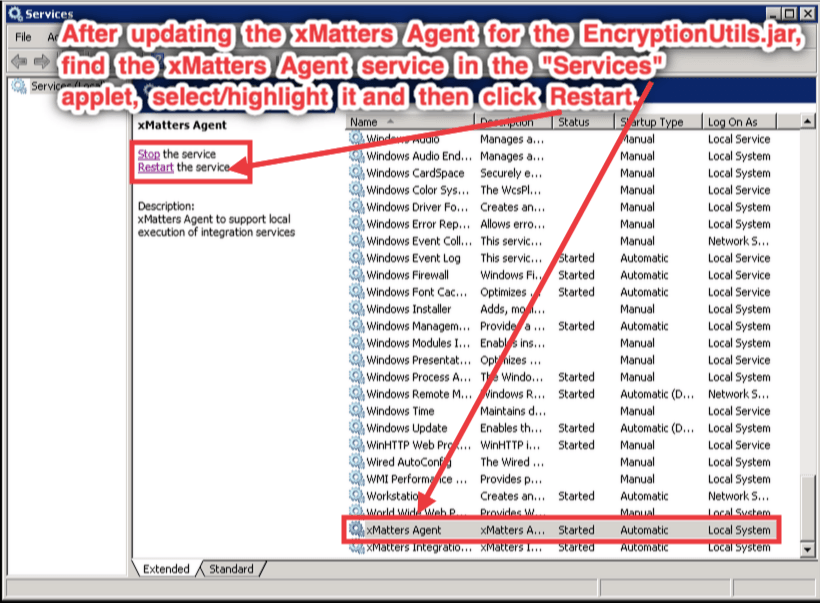 Services
File
After updating the xMatters Agent for the EncryptionUtils.jar,
find the xMatters Agent service in the "Services"
applet, select/highlight it and then click Restart.
Services
xMatters Agent
Stop the service
Restart the service
Description:
xMatters Agent to support local
execution of integration services
Name Description Status Startup Type Log On As
Windows Audio Manages a... Manual Local Service
Windows Audio End... Manages a... Manual Local System
Windows CardSpace Securely e... Manual Local System
Windows Color Sys... The WcsPl... Manual Local Service
Windows Driver Fo... Creates an... Manual Local System
Windows Error Rep... Allows erro... Manual Local System
Windows Event Coll... This servic... Manual Network S...
Windows Event Log This servic... Started Automatic Local Service
Windows Firewall Windows Fi... Started Automatic Local Service
Windows Font Cac... Optimizes ... Started Automatic Local Service
Windows Installer Adds, modi... Manual Local System
Windows Managem... Provides a ... Started Automatic Local System
Windows Modules I... Enables ins... Manual Local System
Windows Presentat... Optimizes ... Manual Local Service
Windows Process A... The Windo... Started Manual Local System
Windows Remote M... Windows R... Started Automatic (D... Network S...
Windows Time Maintains d... Manual Local Service
Windows Update Enables th... Started Automatic (D... Local System
WinHTTP Web Prox... WinHTTP i... Started Manual Local Service
Wired AutoConfig The Wired ... Manual Local System
WMI Performance ... Provides p... Manual Local System
Workstation Creates an... Started Automatic Network S...
World Wide Web P... Provides W... Started Automatic Local System
xMatters Agent xMatters A... Started Automatic Local System
xMatters Integratio... xMatters I... Started Automatic Local System
Extended Standard